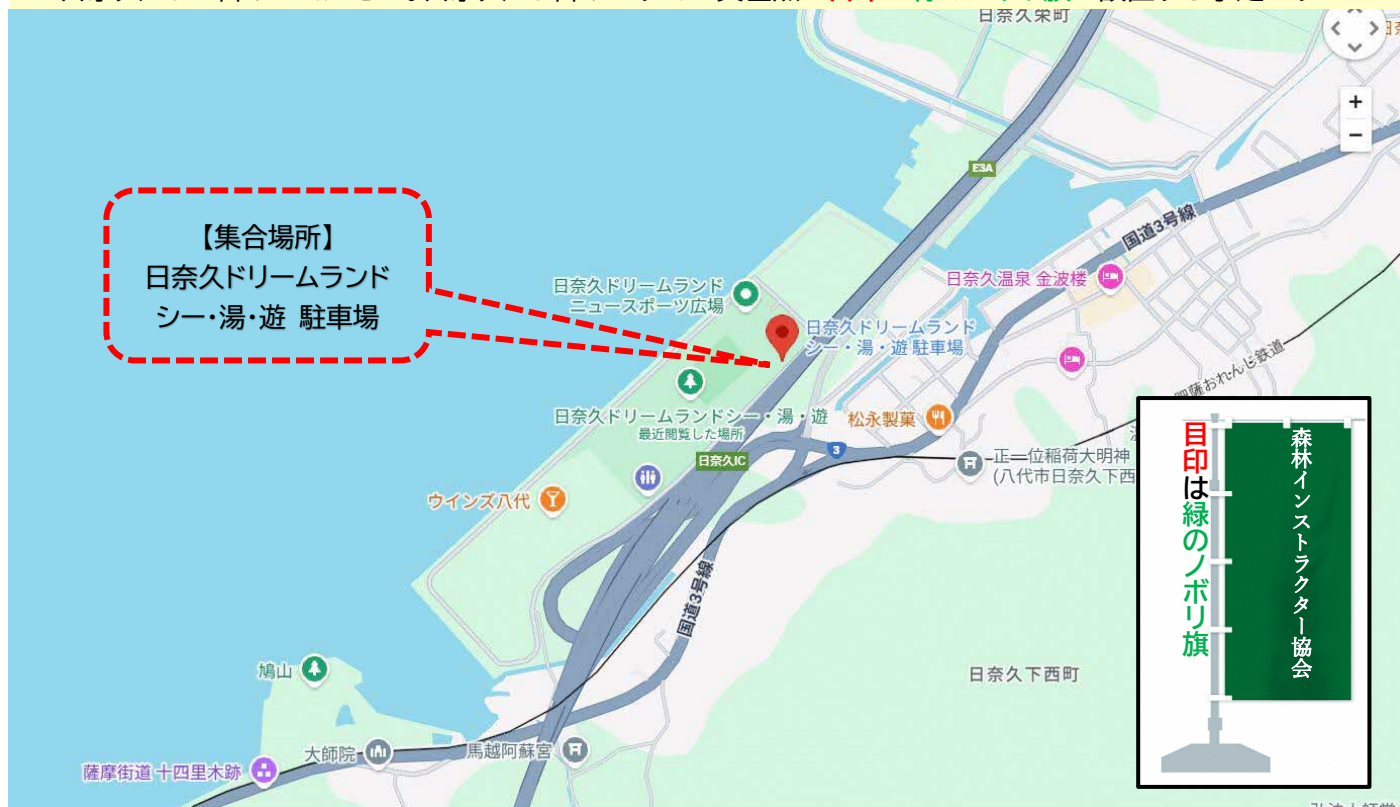 日奈久栄町
E3A
国道3号線
【集合場所】
日奈久ドリームランド
シー・湯・遊 駐車場
日奈久ドリームランド
ニュースポーツ広場
日奈久温泉 金波楼
日奈久ドリームランド
シー・湯・遊 駐車場
日奈久ドリームランドシー・湯・遊
最近閲覧した場所
松永製菓
3
日奈久IC
正一位稲荷大明神
(八代市日奈久下西
ウインズ八代
国道3号線
目印は緑のノボリ旗
森林インストラクター協会
日奈久下西町
鳩山
大師院
馬越阿蘇宮
薩摩街道 十四里木跡
+
−